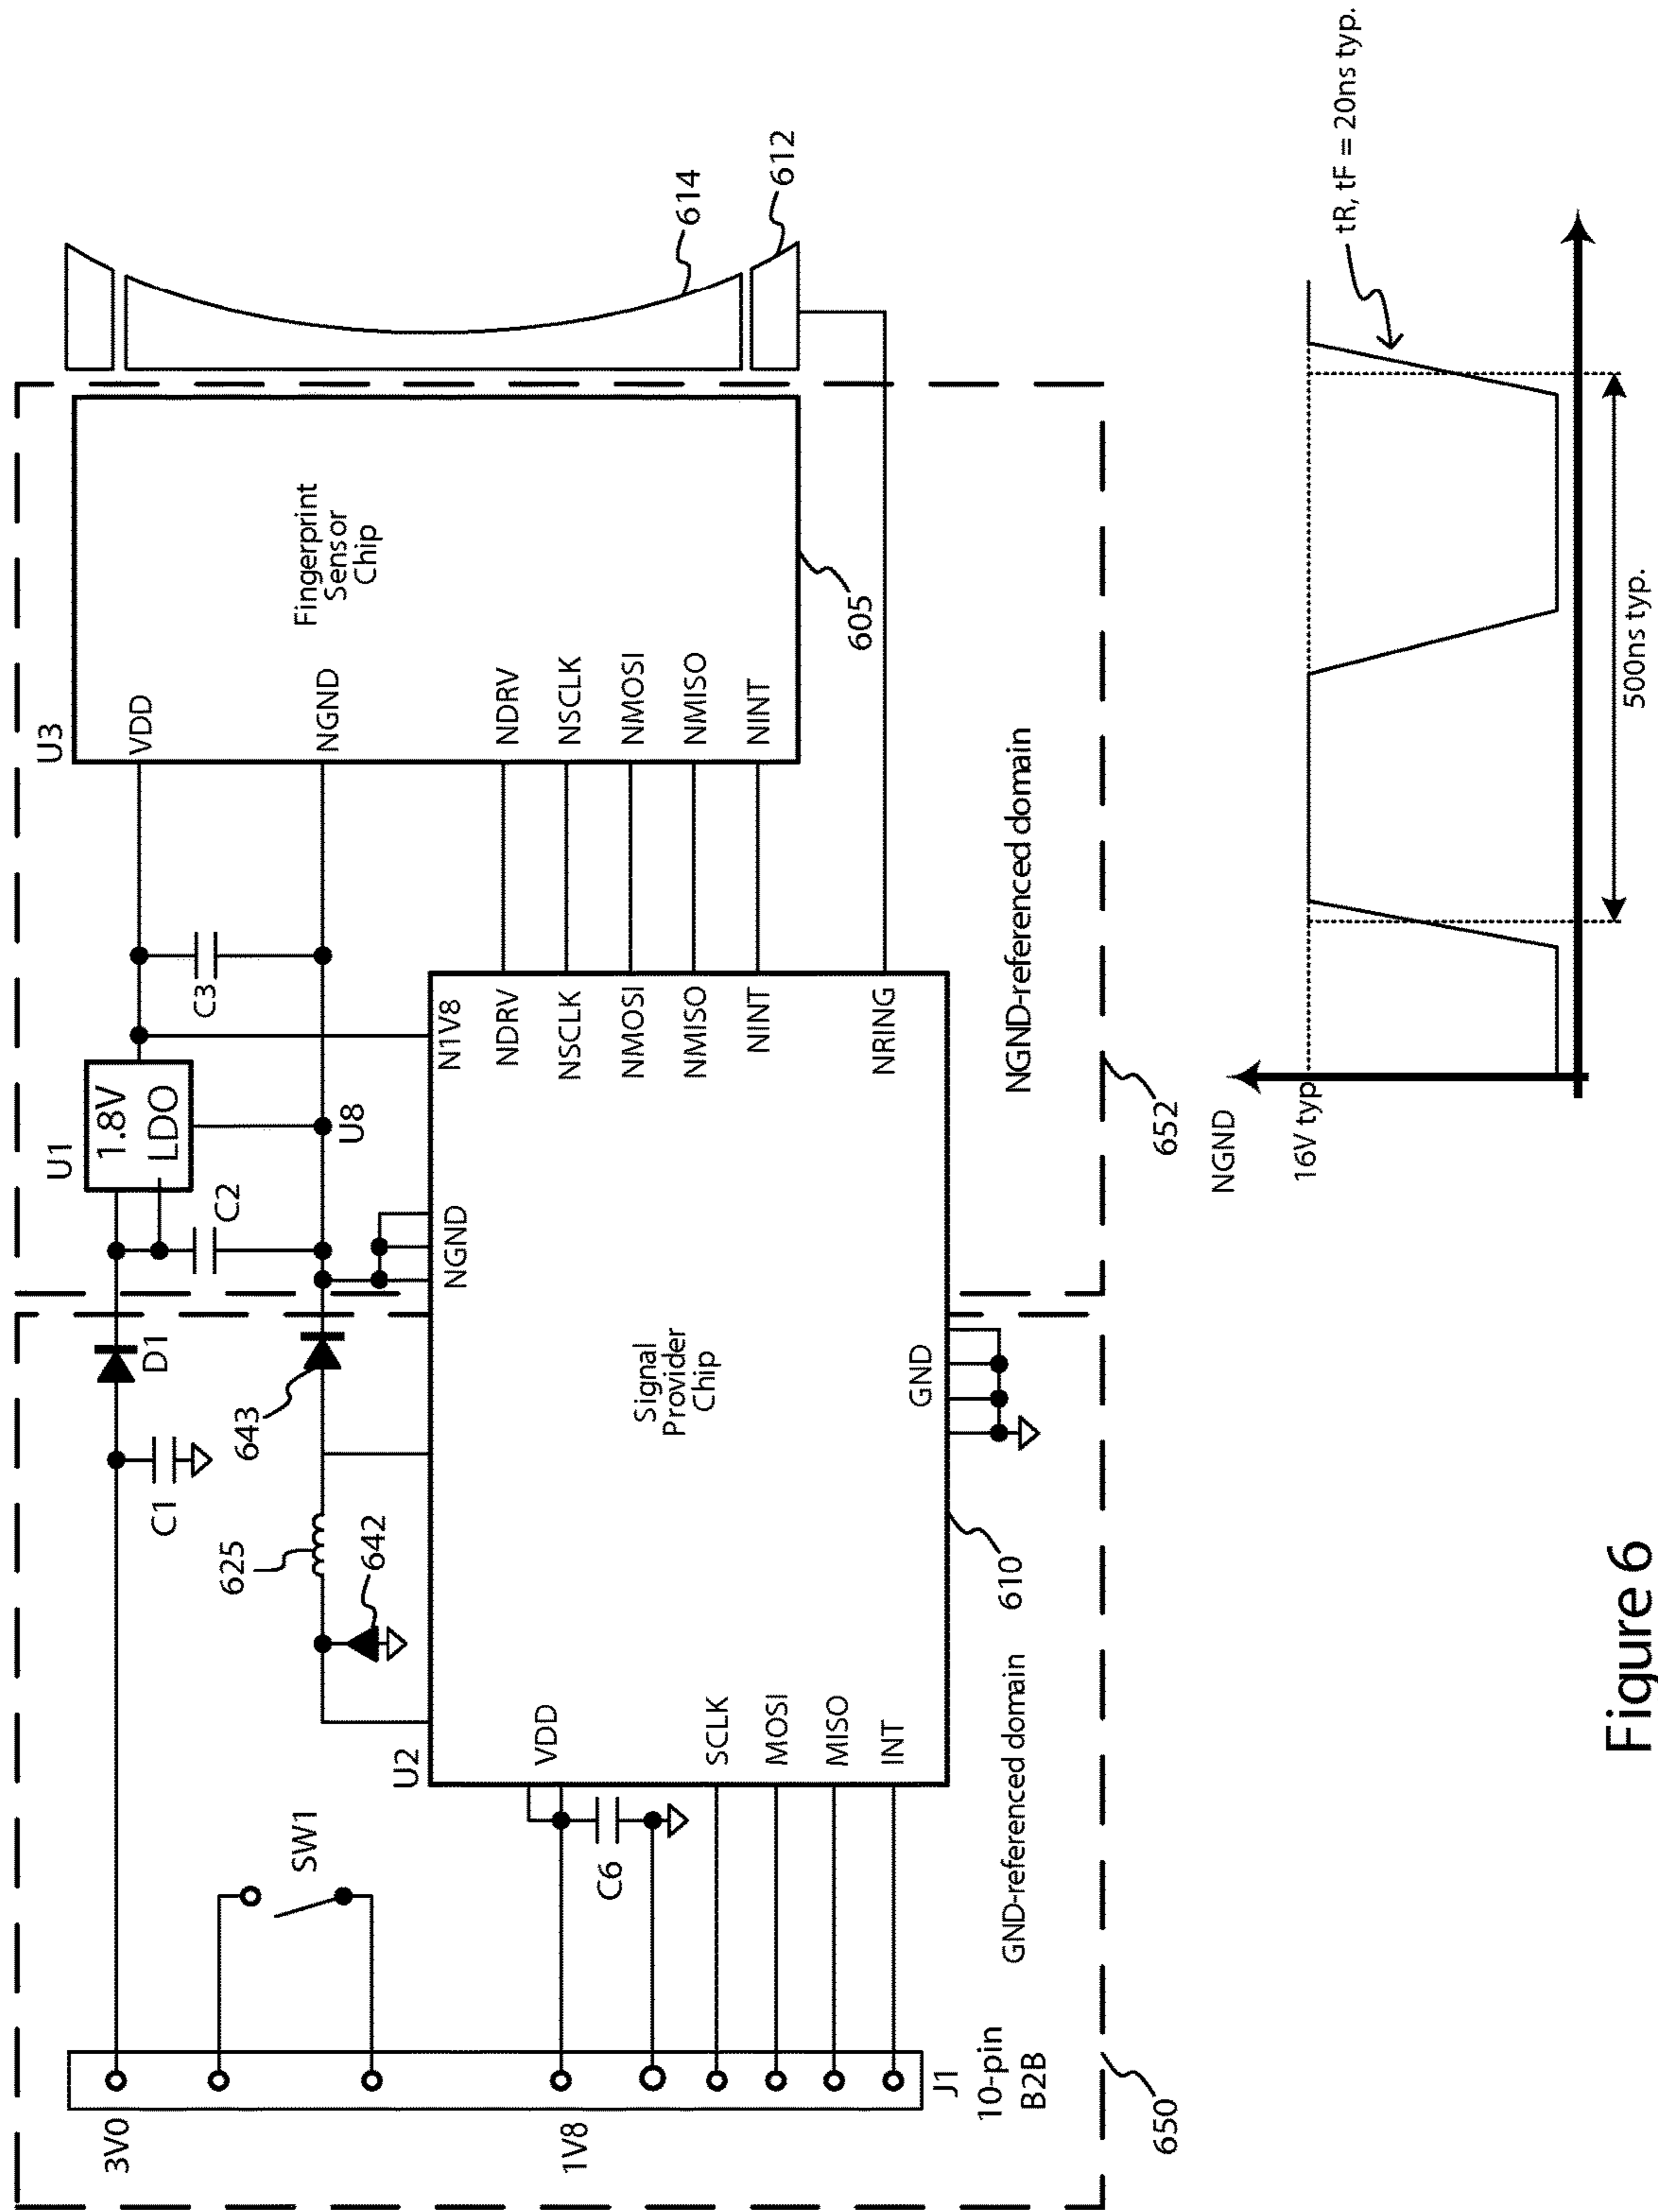 3V0
1V8
J1
10-pin
B2B
650
SW1
C1
D1
625
642
643
U2
VDD
C6
SCLK
MOSI
MISO
INT
GND-referenced domain
610
Signal
Provider
Chip
GND
NGND
N1V8
NDRV
NSCLK
NMOSI
NMISO
NINT
NRING
U1
1.8V
LDO
C2
U8
C3
NGND-referenced domain
652
U3
VDD
NGND
NDRV
NSCLK
NMOSI
NMISO
NINT
Fingerprint
Sensor
Chip
605
614
612
NGND
16V typ
tR, tF = 20ns typ.
500ns typ.
Figure 6